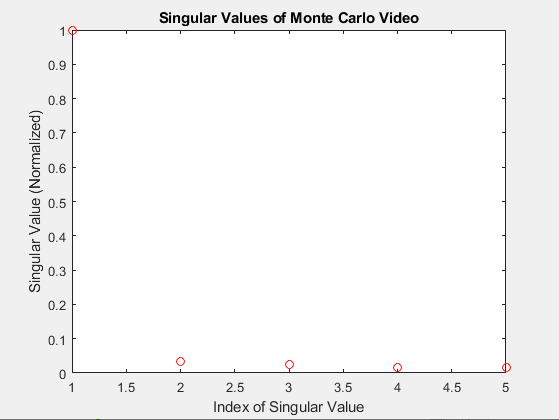 Singular Values of Monte Carlo Video
1
0.9
0.8
0.7
0.6
0.5
0.4
0.3
0.2
0.1
0
Singular Value (Normalized)
1 1.5 2 2.5 3 3.5 4 4.5 5
Index of Singular Value